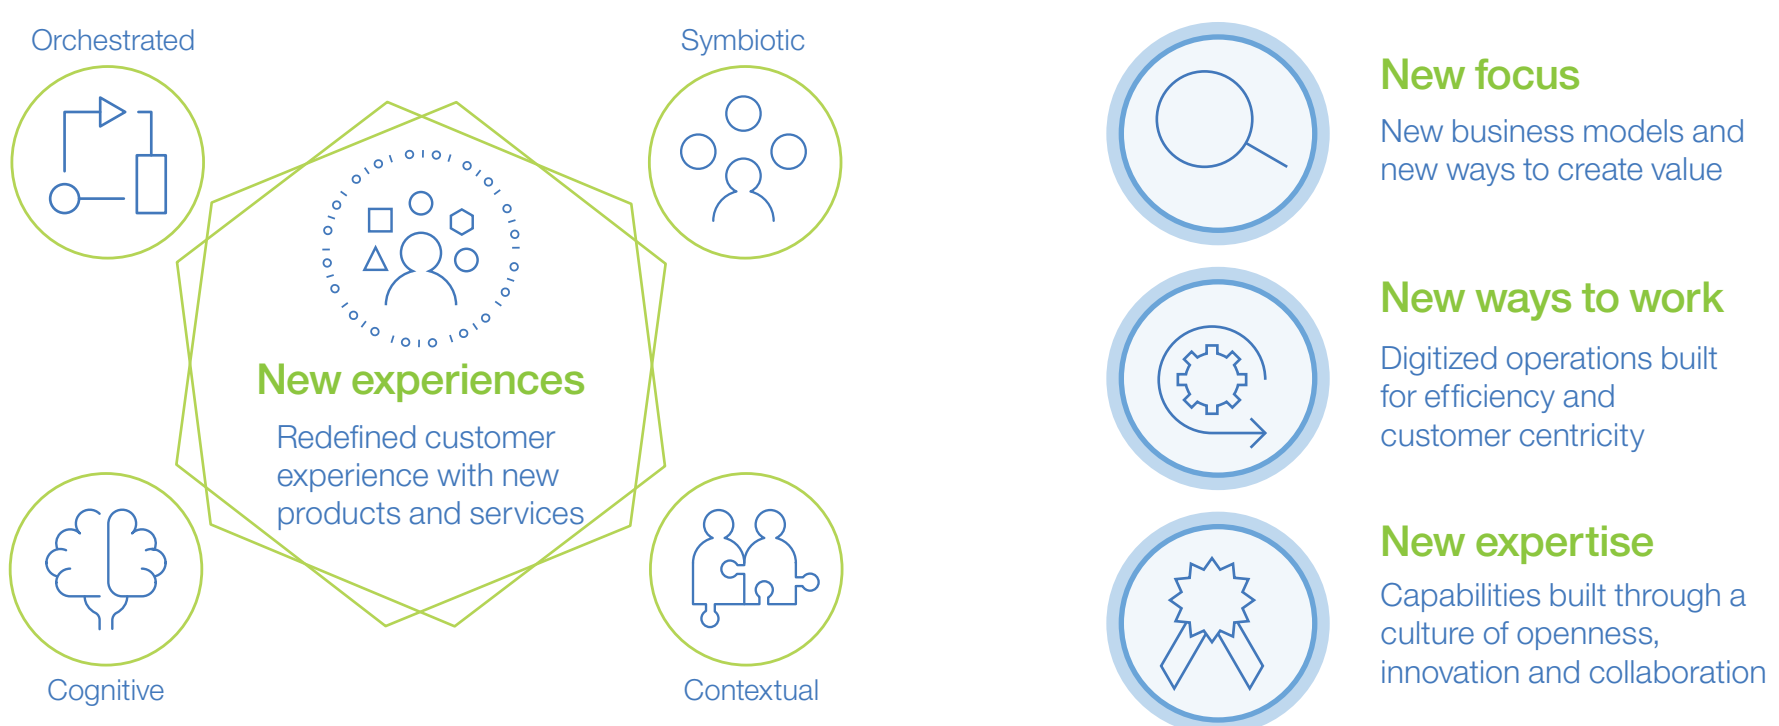 Orchestrated
Symbiotic
New experiences
Redefined customer
experience with new
products and services
Cognitive
Contextual
New focus
New business models and
new ways to create value
New ways to work
Digitized operations built
for efficiency and
customer centricity
New expertise
Capabilities built through a
culture of openness,
innovation and collaboration